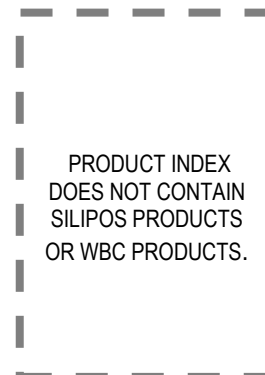 PRODUCT INDEX
DOES NOT CONTAIN
SILIPOS PRODUCTS
OR WBC PRODUCTS.